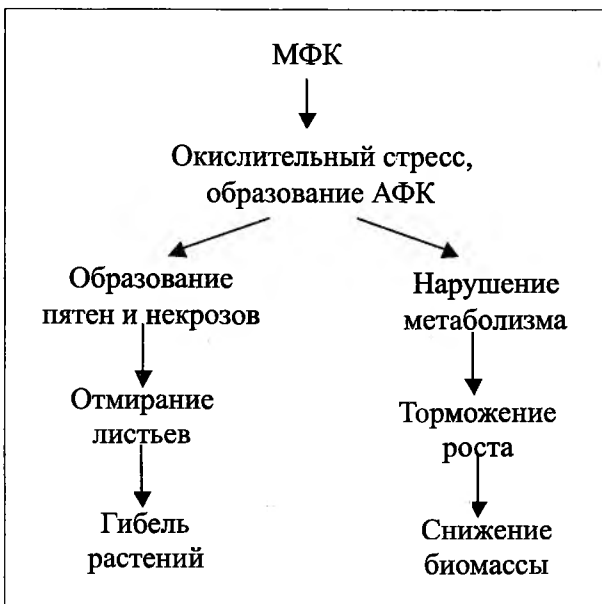 МФК
Окислительный стресс,
образование АФК
Образование
пятен и некрозов
Отмирание
листьев
Гибель
растений
Нарушение
метаболизма
Торможение
роста
Снижение
биомассы